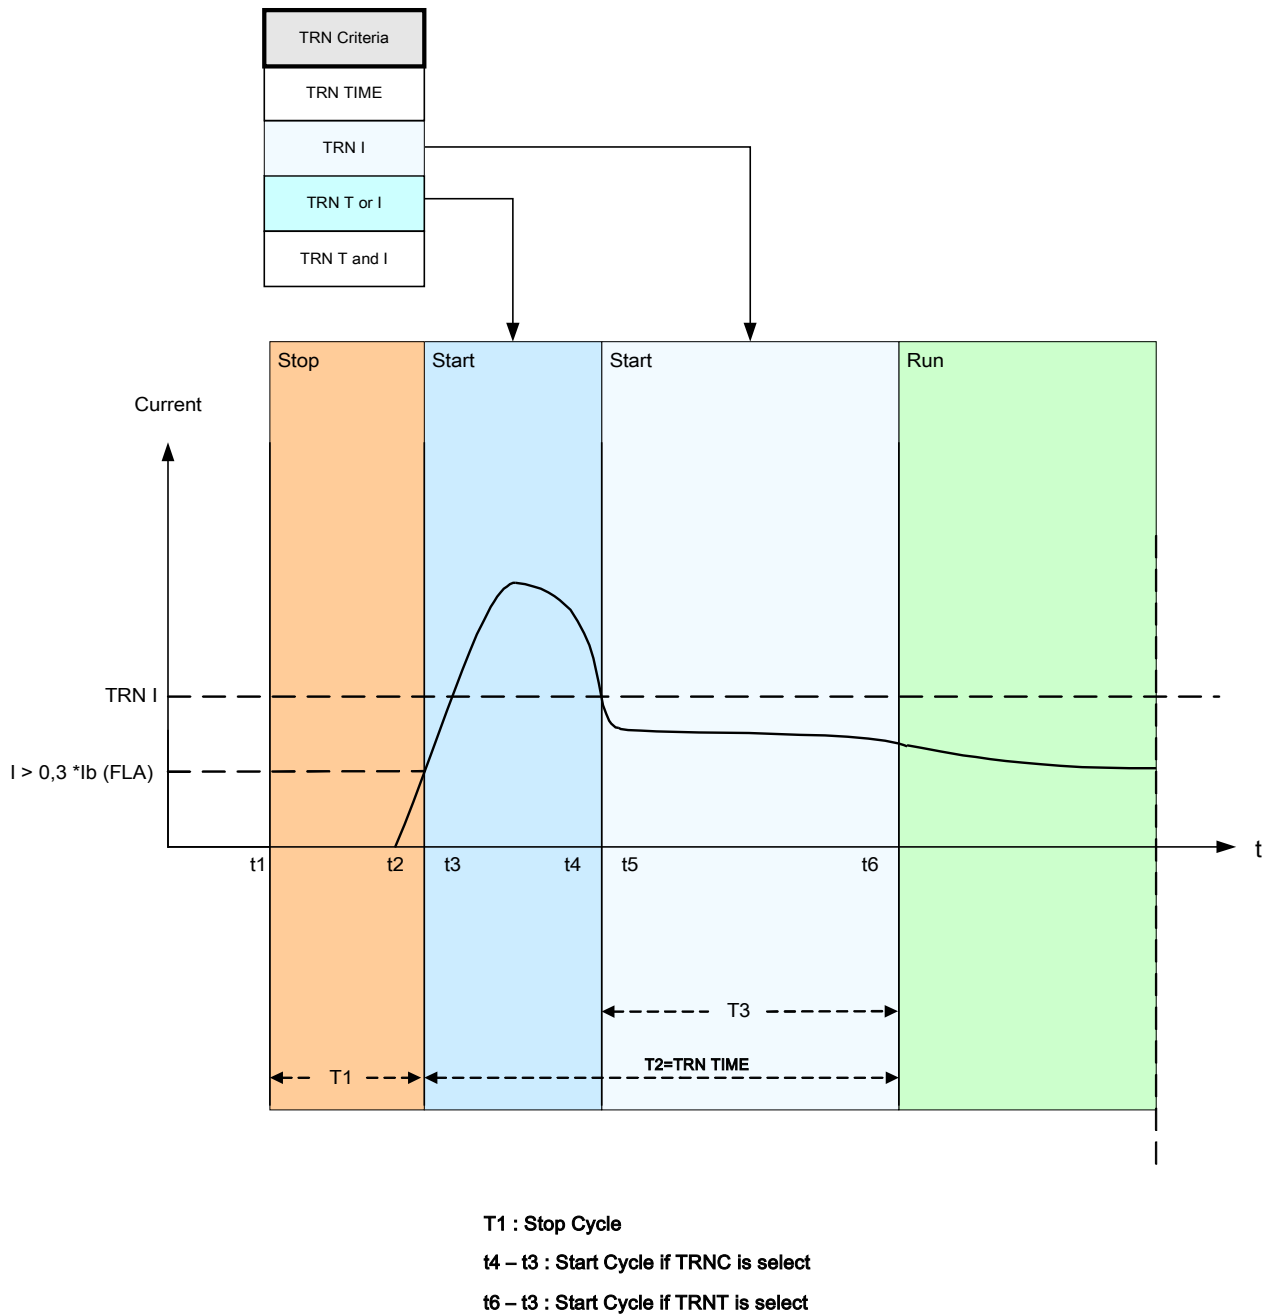 TRN Criteria
TRN TIME
TRN I
TRN T or I
TRN T and I
Stop
Start
Start
Run
Current
TRN I
I > 0,3 *Ib (FLA)
t1
t2
t3
t4
t5
t6
t
T3
T2=TRN TIME
T1
T1 : Stop Cycle
t4 – t3 : Start Cycle if TRNC is select
t6 – t3 : Start Cycle if TRNT is select